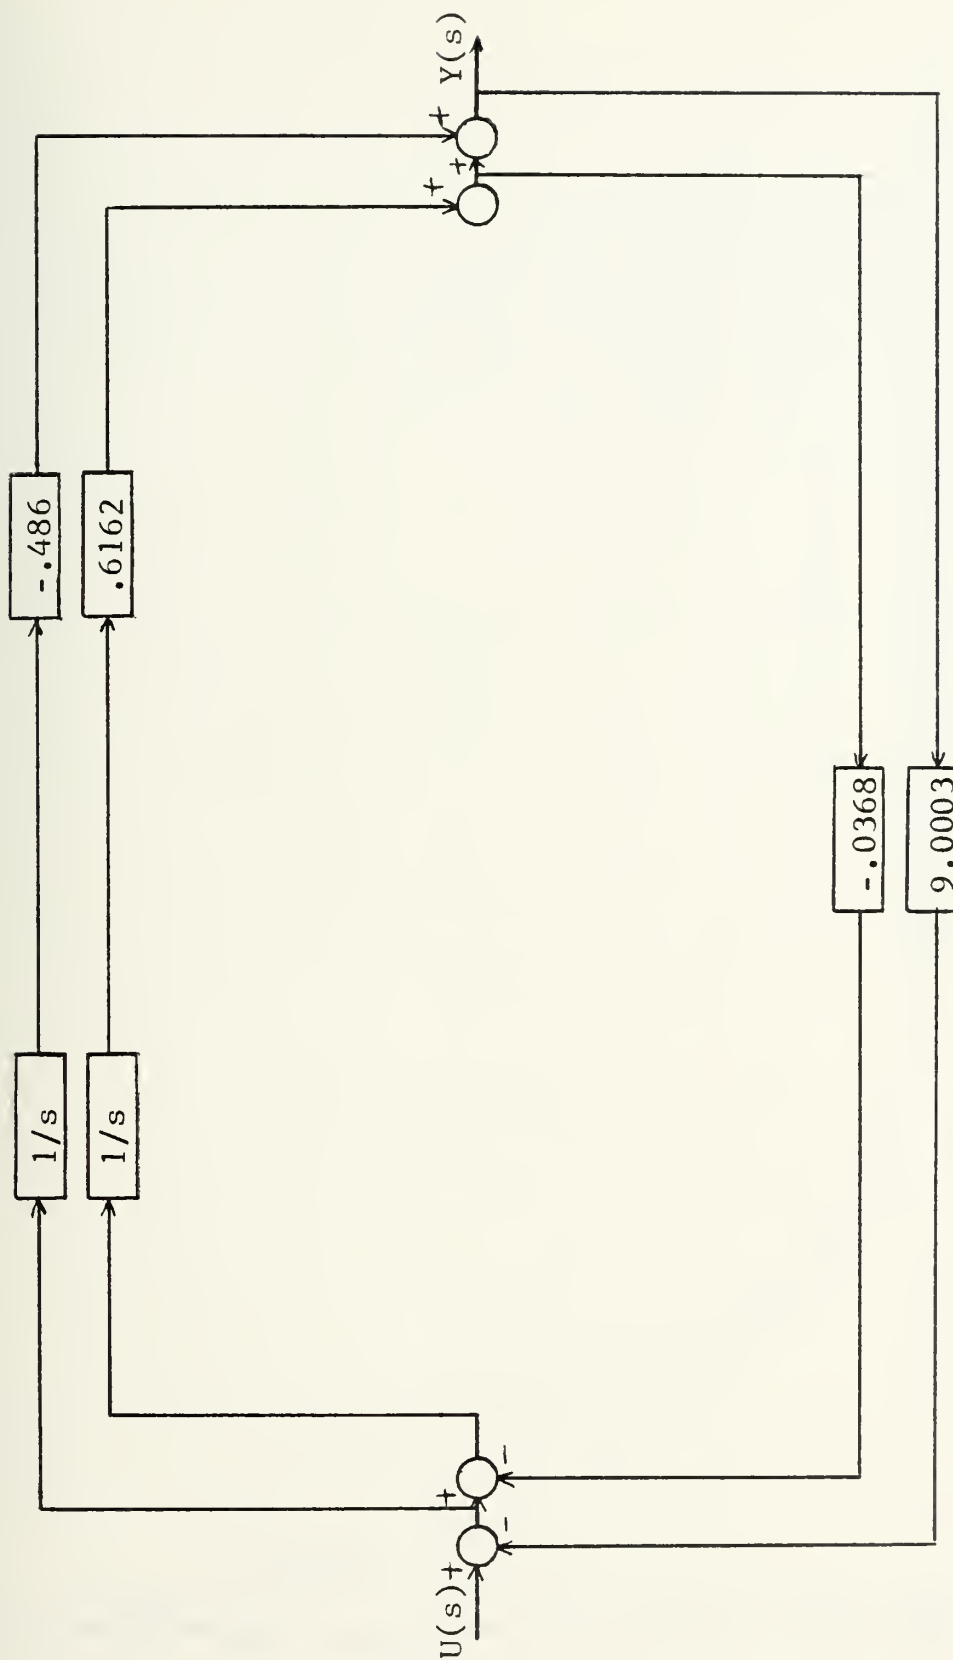 -.486
.6162
1/s
1/s
U(s)
+
-
+
-
+
+
+
Y(s)
-.0368
9.0003